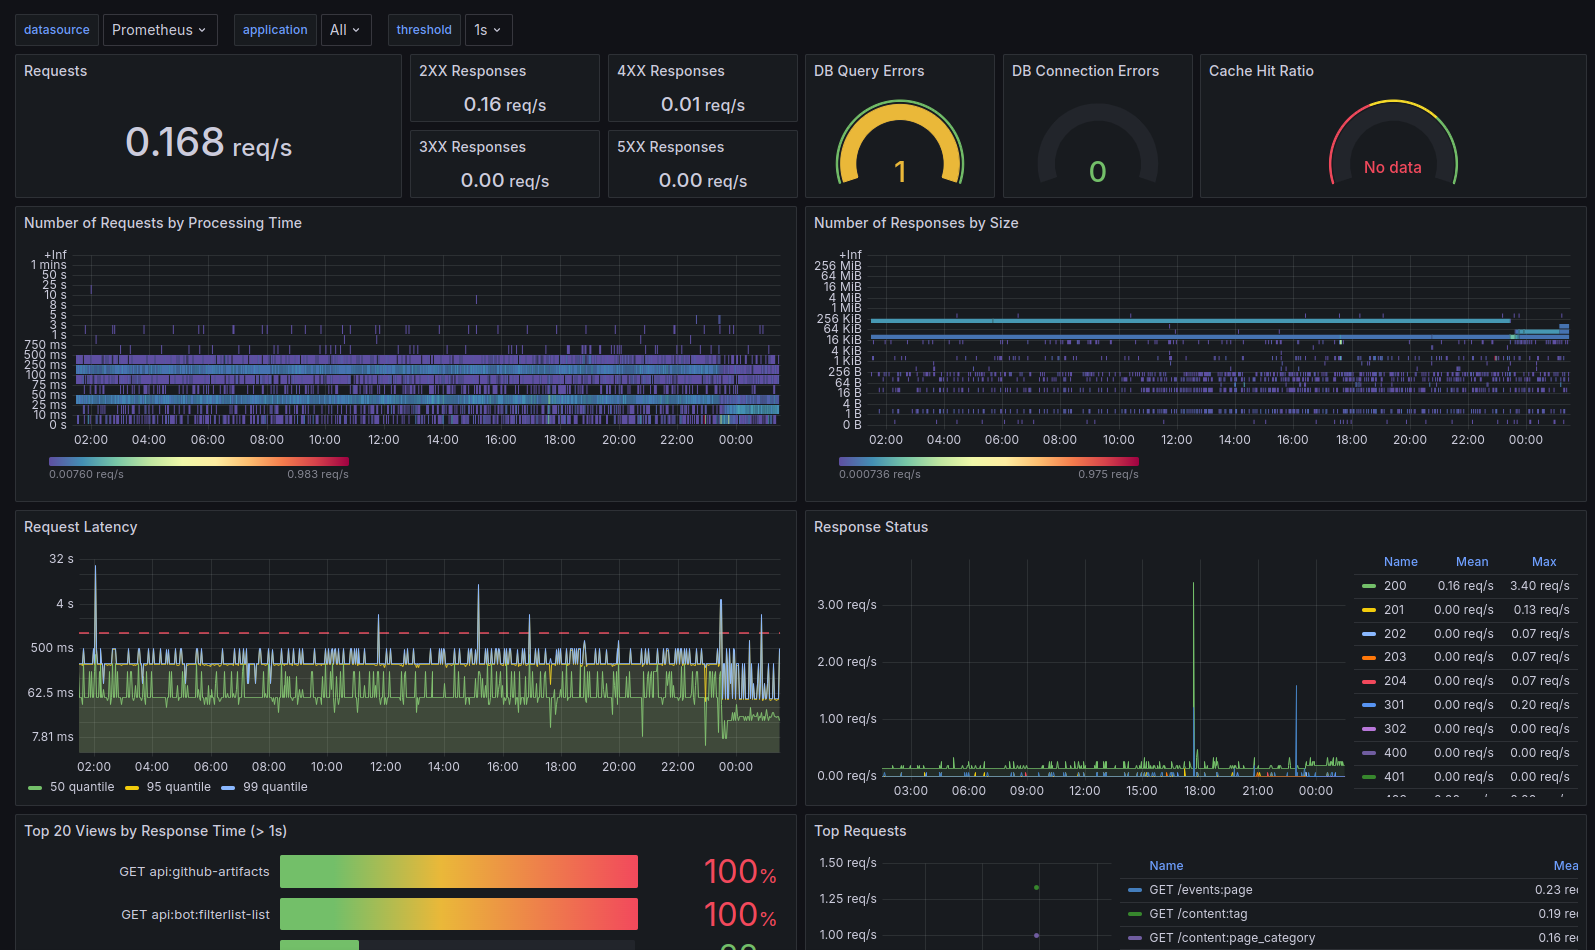 datasource Prometheus application All threshold 1s
Requests
0.168 req/s
2XX Responses
0.16 req/s
4XX Responses
0.01 req/s
3XX Responses
0.00 req/s
5XX Responses
0.00 req/s
DB Query Errors
1
DB Connection Errors
0
Cache Hit Ratio
No data
Number of Requests by Processing Time
+Inf
1 mins
50 s
25 s
10 s
8 s
5 s
3 s
1 s
750 ms
500 ms
250 ms
100 ms
75 ms
50 ms
25 ms
10 ms
0 s
02:00 04:00 06:00 08:00 10:00 12:00 14:00 16:00 18:00 20:00 22:00 00:00
0.00760 req/s 0.983 req/s
Number of Responses by Size
+Inf
256 MiB
64 MiB
16 MiB
4 MiB
1 MiB
256 KiB
64 KiB
16 KiB
4 KiB
1 KiB
256 B
64 B
16 B
4 B
1 B
0 B
02:00 04:00 06:00 08:00 10:00 12:00 14:00 16:00 18:00 20:00 22:00 00:00
0.000736 req/s 0.975 req/s
Request Latency
32 s
4 s
500 ms
62.5 ms
7.81 ms
02:00 04:00 06:00 08:00 10:00 12:00 14:00 16:00 18:00 20:00 22:00 00:00
50 quantile 95 quantile 99 quantile
Response Status
3.00 req/s
2.00 req/s
1.00 req/s
0.00 req/s
03:00 06:00 09:00 12:00 15:00 18:00 21:00 00:00
Name Mean Max
200 0.16 req/s 3.40 req/s
201 0.00 req/s 0.13 req/s
202 0.00 req/s 0.07 req/s
203 0.00 req/s 0.07 req/s
204 0.00 req/s 0.07 req/s
301 0.00 req/s 0.20 req/s
302 0.00 req/s 0.00 req/s
400 0.00 req/s 0.00 req/s
401 0.00 req/s 0.00 req/s
Top 20 Views by Response Time (> 1s)
GET api:github-artifacts 100%
GET api:bot:filterlist-list 100%
Top Requests
1.50 req/s
1.25 req/s
1.00 req/s
Name Mea
GET /events:page 0.23 re
GET /content:tag 0.19 re
GET /content:page_category 0.16 re